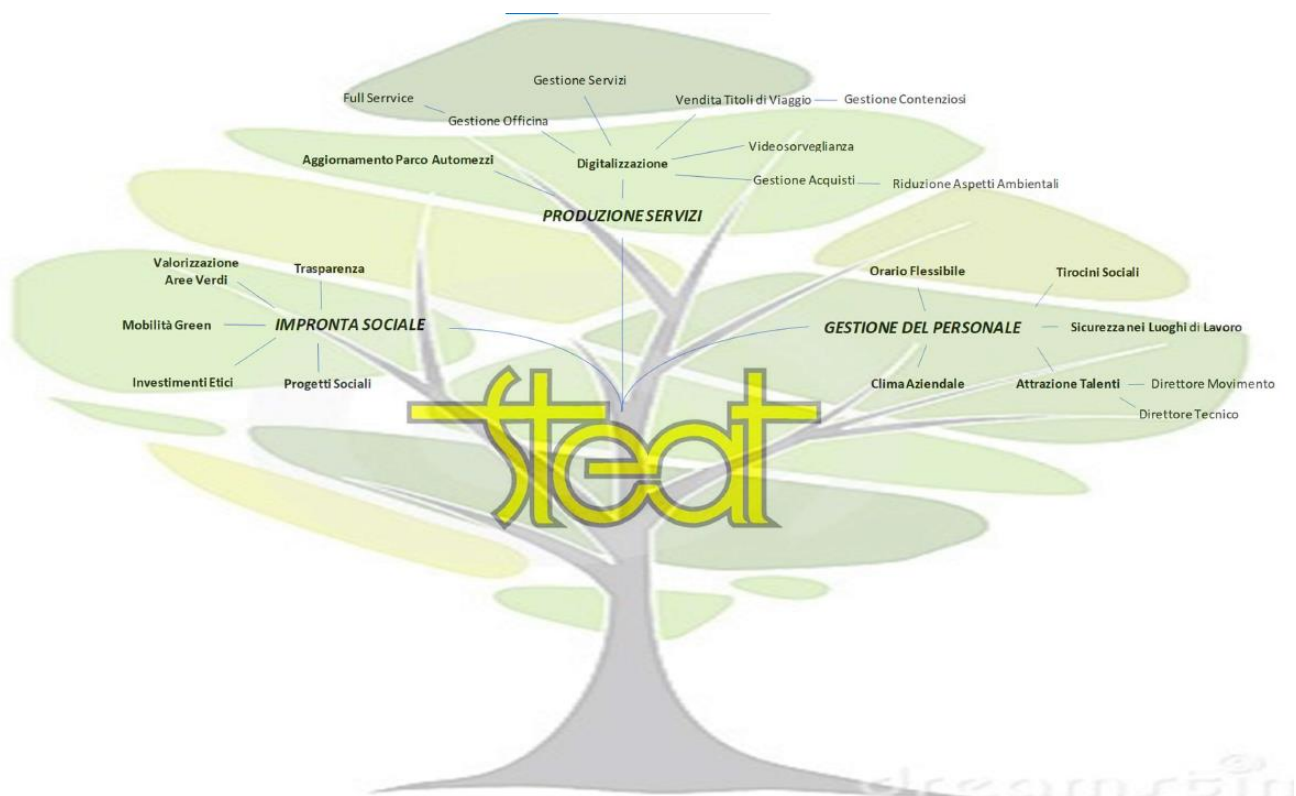 Gestione Servizi
Full Serrvice
Vendita Titoli di Viaggio
Gestione Contenziosi
Gestione Officina
Videosorveglianza
Aggiornamento Parco Automezzi
Digitalizzazione
Gestione Acquisti
Riduzione Aspetti Ambientali
PRODUZIONE SERVIZI
Valorizzazione
Aree Verdi
Trasparenza
Mobilità Green
IMPRONTA SOCIALE
Investimenti Etici
Progetti Sociali
Orario Flessibile
Tirocini Sociali
GESTIONE DEL PERSONALE
Sicurezza nei Luoghi di Lavoro
Clima Aziendale
Attrazione Talenti
Direttore Movimento
Direttore Tecnico
steat